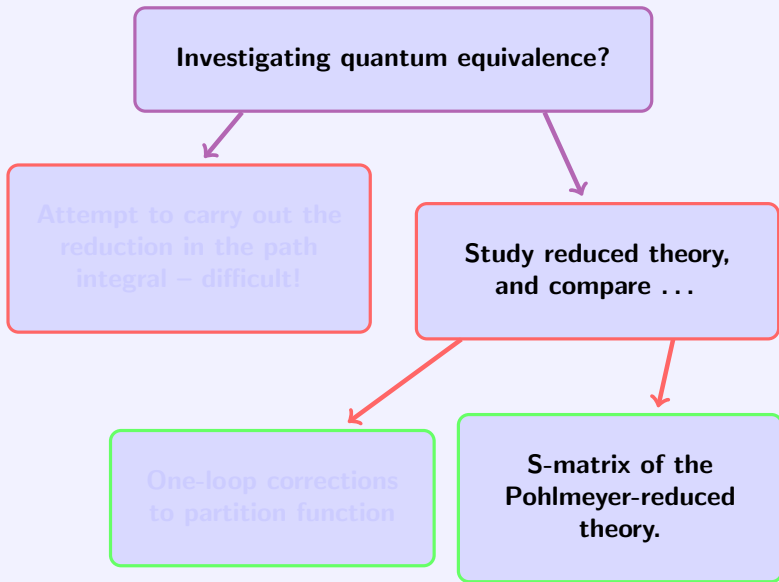 Investigating quantum equivalence?
Attempt to carry out the
reduction in the path
integral – difficult!
Study reduced theory,
and compare ...
One-loop corrections
to partition function
S-matrix of the
Pohlmeyer-reduced
theory.